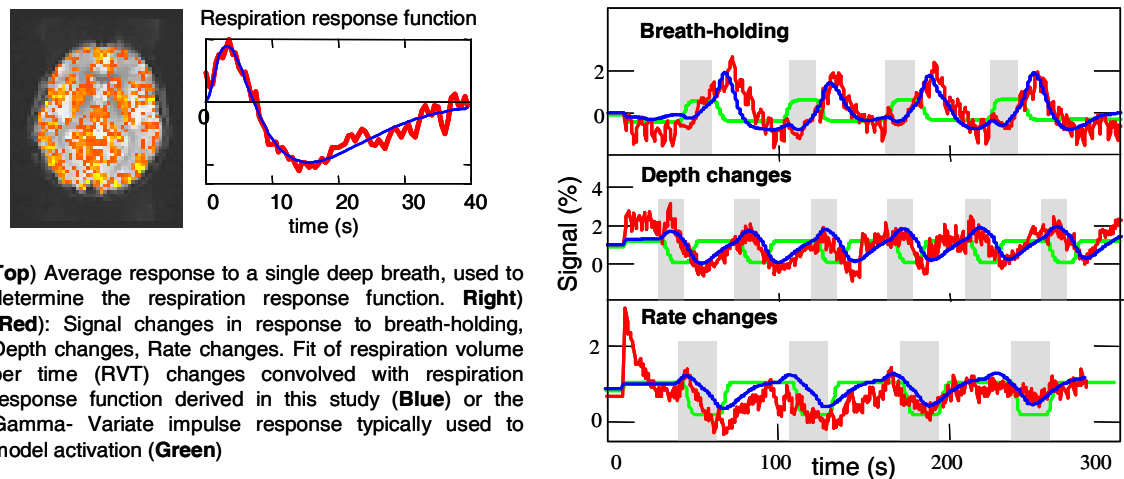 Respiration response function
0
0
10
20
30
40
time (s)
Top) Average response to a single deep breath, used to
determine the respiration response function. Right)
(Red): Signal changes in response to breath-holding,
Depth changes, Rate changes. Fit of respiration volume
per time (RVT) changes convolved with respiration
response function derived in this study (Blue) or the
Gamma- Variate impulse response typically used to
model activation (Green)
Signal (%)
Breath-holding
2
0
Depth changes
4
2
0
Rate changes
2
0
0
100
200
300
time (s)